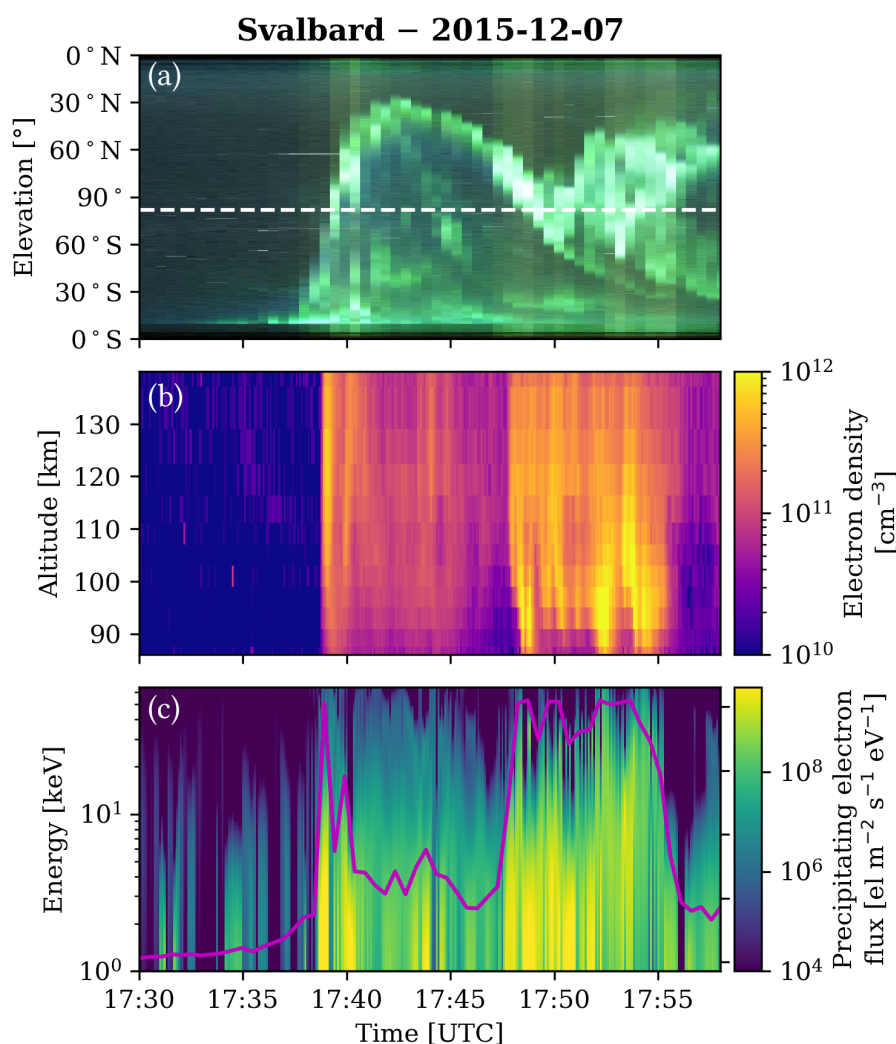 Svalbard − 2015-12-07
(a)
0°N
30°N
60°N
90°
60°S
30°S
0°S
Elevation [°]
(b)
130
120
110
100
90
Altitude [km]
10¹²
10¹¹
10¹⁰
Electron density
[cm⁻³]
(c)
10¹
10⁰
Energy [keV]
10⁸
10⁶
10⁴
Precipitating electron
flux [el m⁻² s⁻¹ eV⁻¹]
17:30
17:35
17:40
17:45
17:50
17:55
Time [UTC]